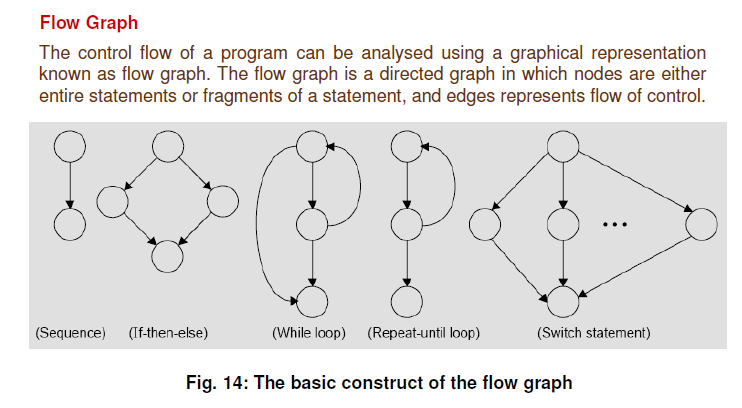 Flow Graph
The control flow of a program can be analysed using a graphical representation
known as flow graph. The flow graph is a directed graph in which nodes are either
entire statements or fragments of a statement, and edges represents flow of control.
(Sequence) (If-then-else) (While loop) (Repeat-until loop) (Switch statement)
Fig. 14: The basic construct of the flow graph